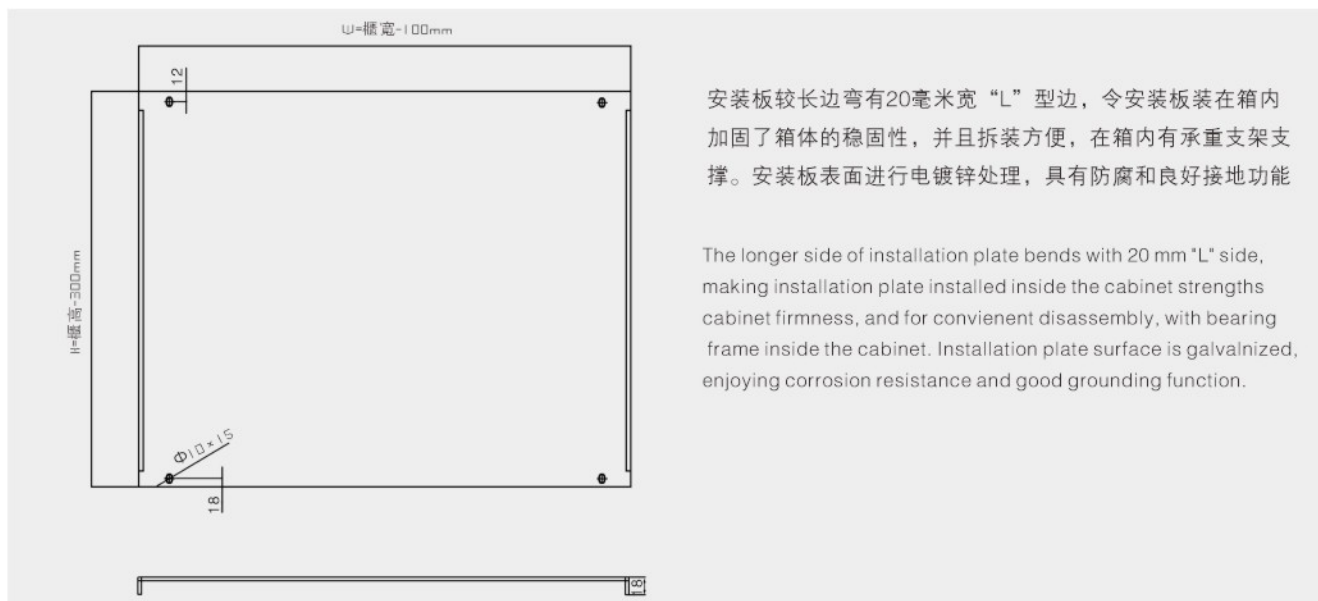 W=櫃宽-100mm
12
安装板较长边弯有20毫米宽“L”型边，令安装板装在箱内
加固了箱体的稳固性，并且拆装方便，在箱内有承重支架支
撑。安装板表面进行电镀锌处理，具有防腐和良好接地功能
H=櫃高-300mm
The longer side of installation plate bends with 20 mm "L" side,
making installation plate installed inside the cabinet strengths
cabinet firmness, and for convienent disassembly, with bearing
frame inside the cabinet. Installation plate surface is galvalnized,
enjoying corrosion resistance and good grounding function.
Φ10×15
18
18